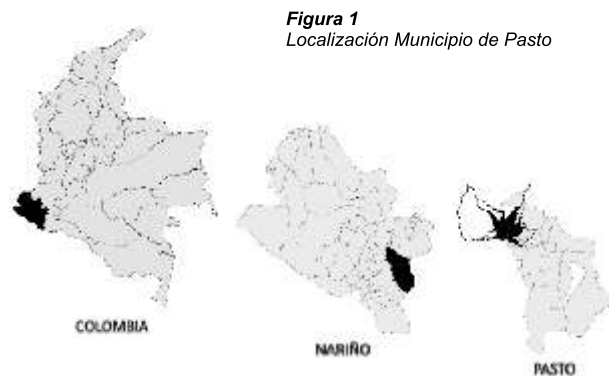 Figura 1
Localización Municipio de Pasto
COLOMBIA
NARIÑO
PASTO